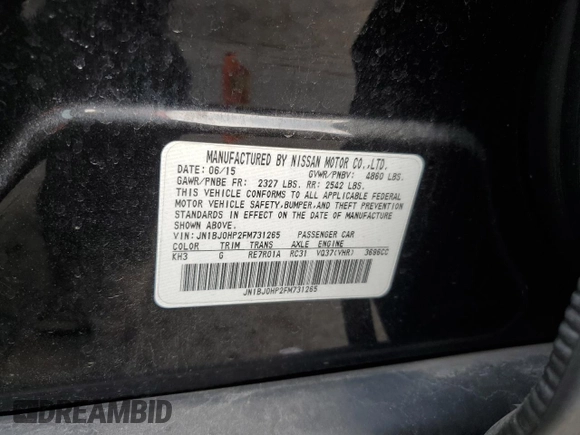 MANUFACTURED BY NISSAN MOTOR CO.,LTD.
DATE: 06/15 GVWR/PNBV: 4860 LBS.
GAWR/PNBE FR: 2327 LBS. RR: 2542 LBS.
THIS VEHICLE CONFORMS TO ALL APPLICABLE FEDERAL
MOTOR VEHICLE SAFETY,BUMPER,AND THEFT PREVENTION
STANDARDS IN EFFECT ON THE DATE OF MANUFACTURE
SHOWN ABOVE.
VIN: JN1BJ0HP2FM731265 PASSENGER CAR
COLOR TRIM TRANS AXLE ENGINE
KH3 G RE7R01A RC31 VQ37(VHR) 3696CC
JN1BJ0HP2FM731265
DREAMBID